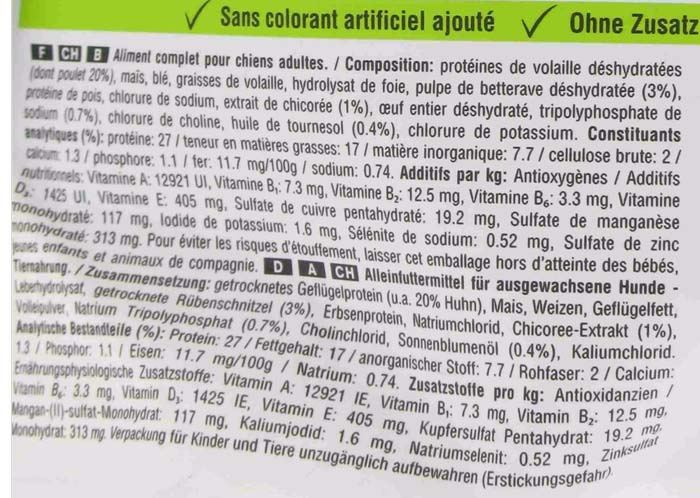 Sans colorant artificiel ajouté Ohne Zusatz
F CH B Aliment complet pour chiens adultes. / Composition: protéines de volaille déshydratées
(dont poulet 20%), maïs, blé, graisses de volaille, hydrolysat de foie, pulpe de betterave déshydratée (3%),
protéine de pois, chlorure de sodium, extrait de chicorée (1%), œuf entier déshydraté, tripolyphosphate de
sodium (0.7%), chlorure de choline, huile de tournesol (0.4%), chlorure de potassium. Constituants
analytiques (%): protéine: 27 / teneur en matières grasses: 17 / matière inorganique: 7.7 / cellulose brute: 2 /
calcium: 1.3 / phosphore: 1.1 / fer: 11.7 mg/100g / sodium: 0.74. Additifs par kg: Antioxygènes / Additifs
nutritionnels: Vitamine A: 12921 UI, Vitamine B₁: 7.3 mg, Vitamine B₂: 12.5 mg, Vitamine B₆: 3.3 mg, Vitamine
D₃: 1425 UI, Vitamine E: 405 mg, Sulfate de cuivre pentahydraté: 19.2 mg, Sulfate de manganèse
monohydraté: 117 mg, Iodide de potassium: 1.6 mg, Sélénite de sodium: 0.52 mg, Sulfate de zinc
monohydraté: 313 mg. Pour éviter les risques d'étouffement, laisser cet emballage hors d'atteinte des bébés,
jeunes enfants et animaux de compagnie. D A CH Alleinfuttermittel für ausgewachsene Hunde -
Tiernahrung. / Zusammensetzung: getrocknetes Geflügelprotein (u.a. 20% Huhn), Mais, Weizen, Geflügelfett,
Leberhydrolysat, getrocknete Rübenschnitzel (3%), Erbsenprotein, Natriumchlorid, Chicoree-Extrakt (1%),
Volleipulver, Natrium Tripolyphosphat (0.7%), Cholinchlorid, Sonnenblumenöl (0.4%), Kaliumchlorid.
Analytische Bestandteile (%): Protein: 27 / Fettgehalt: 17 / anorganischer Stoff: 7.7 / Rohfaser: 2 / Calcium:
1.3 / Phosphor: 1.1 / Eisen: 11.7 mg/100g / Natrium: 0.74. Zusatzstoffe pro kg: Antioxidanzien /
Ernährungsphysiologische Zusatzstoffe: Vitamin A: 12921 IE, Vitamin B₁: 7.3 mg, Vitamin B₂: 12.5 mg,
Vitamin B₆: 3.3 mg, Vitamin D₃: 1425 IE, Vitamin E: 405 mg, Kupfersulfat Pentahydrat: 19.2 mg,
Mangan-(II)-sulfat-Monohydrat: 117 mg, Kaliumjodid: 1.6 mg, Natriumselenit: 0.52 mg, Zinksulfat
Monohydrat: 313 mg. Verpackung für Kinder und Tiere unzugänglich aufbewahren (Erstickungsgefahr).